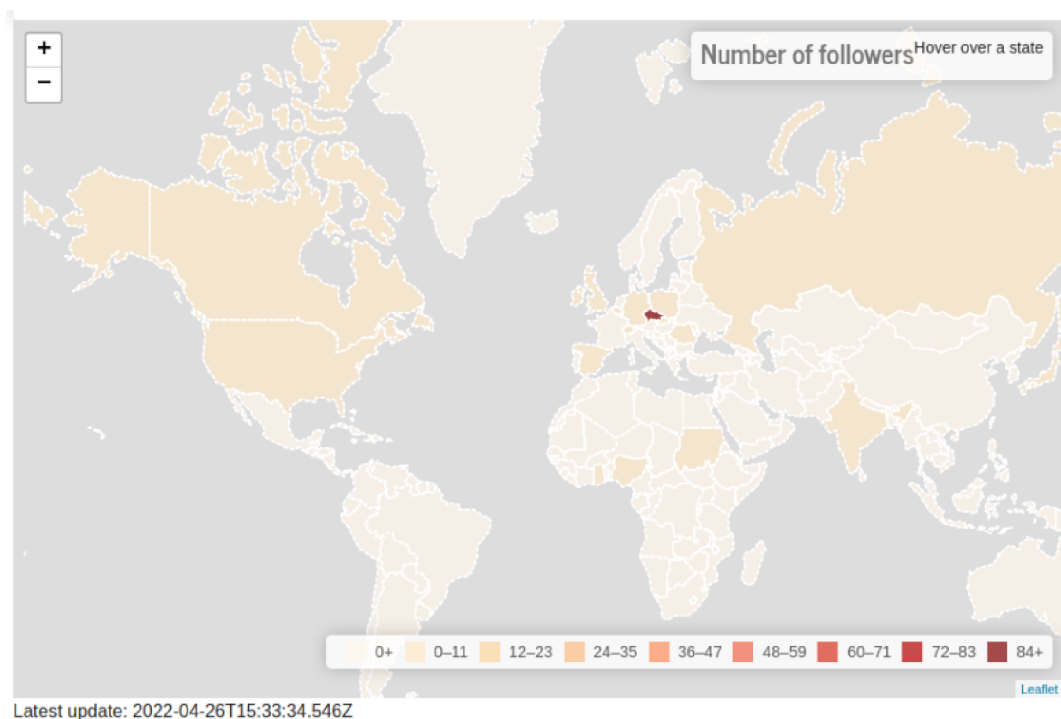 +
−
Number of followers Hover over a state
0+ 0–11 12–23 24–35 36–47 48–59 60–71 72–83 84+
Leaflet
Latest update: 2022-04-26T15:33:34.546Z